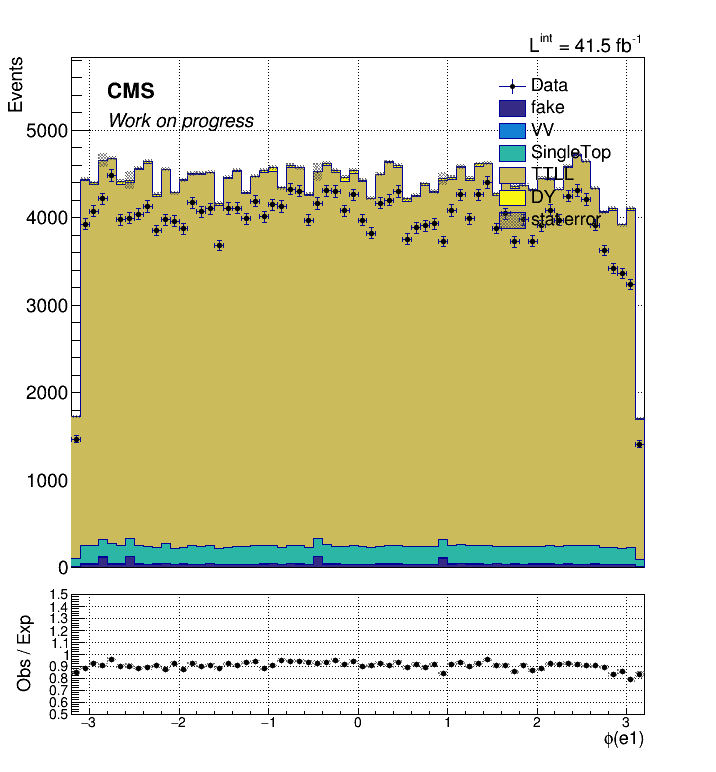 L^int = 41.5 fb^-1
Events
CMS
Work on progress
Data
fake
VV
SingleTop
TTLL
DY
stat error
5000
4000
3000
2000
1000
0
Obs / Exp
1.5
1.4
1.3
1.2
1.1
1
0.9
0.8
0.7
0.6
0.5
−3 −2 −1 0 1 2 3
ϕ(e1)